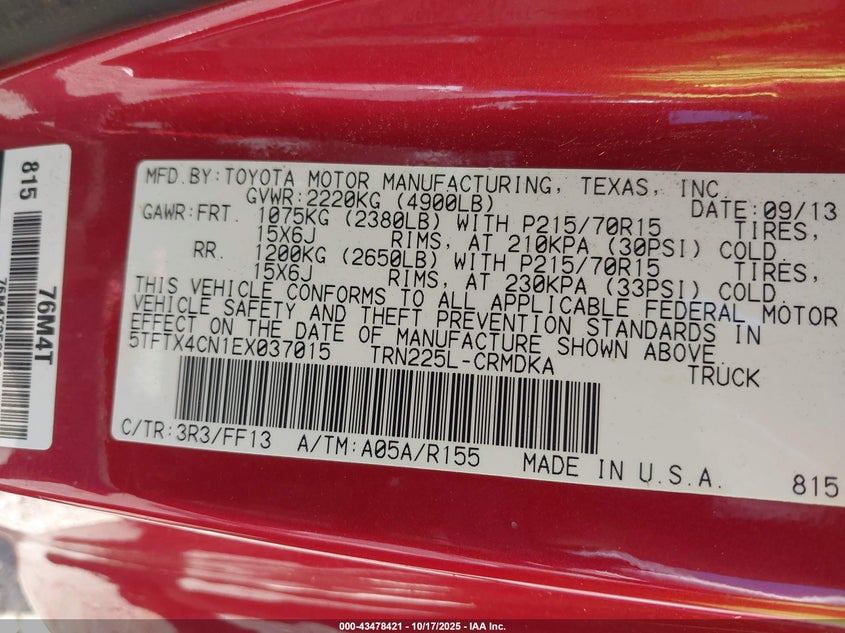 MFD.BY:TOYOTA MOTOR MANUFACTURING, TEXAS, INC
GVWR:2220KG (4900LB) DATE:09/13
GAWR:FRT. 1075KG (2380LB) WITH P215/70R15 TIRES,
15X6J RIMS, AT 210KPA (30PSI) COLD.
RR. 1200KG (2650LB) WITH P215/70R15 TIRES,
15X6J RIMS, AT 230KPA (33PSI) COLD.
THIS VEHICLE CONFORMS TO ALL APPLICABLE FEDERAL MOTOR
VEHICLE SAFETY AND THEFT PREVENTION STANDARDS IN
EFFECT ON THE DATE OF MANUFACTURE SHOWN ABOVE.
5TFTX4CN1EX037015 TRN225L-CRMDKA TRUCK
C/TR:3R3/FF13 A/TM:A05A/R155 MADE IN U.S.A.
815
815
76M4T
000-43478421 | 10/17/2025 | IAA Inc.